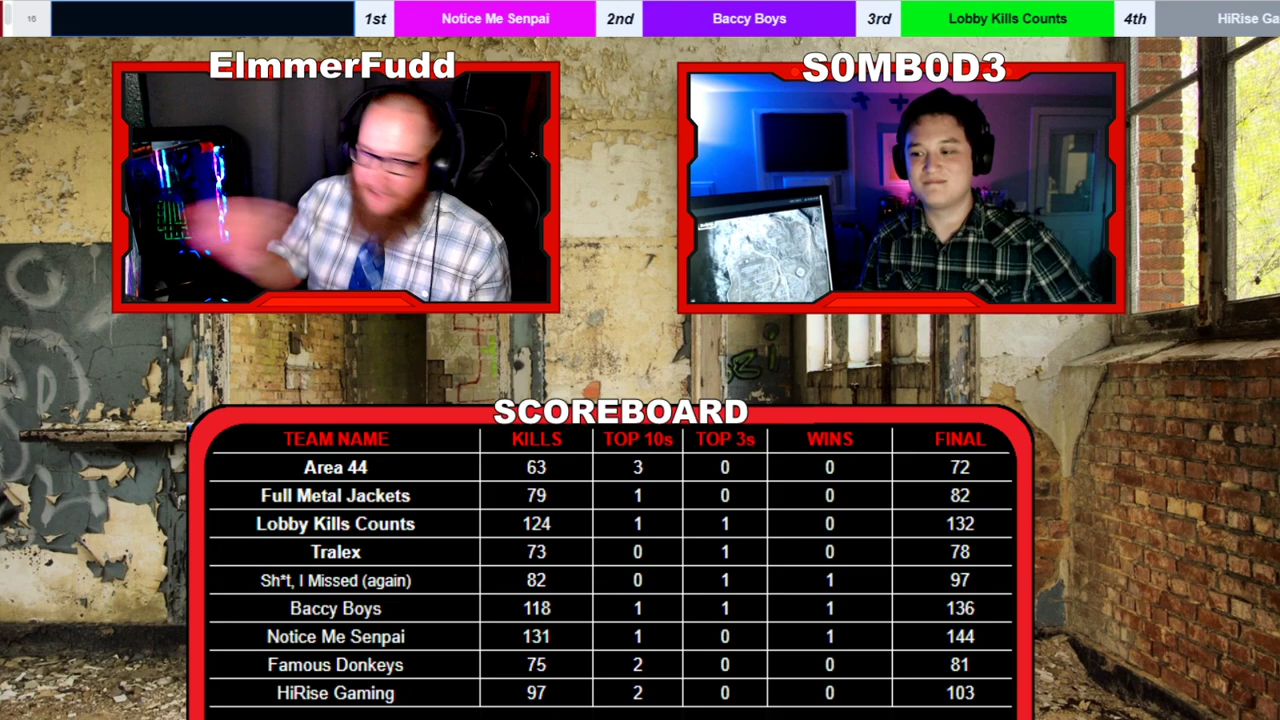 16 1st Notice Me Senpai 2nd Baccy Boys 3rd Lobby Kills Counts 4th HiRise Ga
ElmmerFudd S0MB0D3
SCOREBOARD
TEAM NAME KILLS TOP 10s TOP 3s WINS FINAL
Area 44 63 3 0 0 72
Full Metal Jackets 79 1 0 0 82
Lobby Kills Counts 124 1 1 0 132
Tralex 73 0 1 0 78
Sh*t, I Missed (again) 82 0 1 1 97
Baccy Boys 118 1 1 1 136
Notice Me Senpai 131 1 0 1 144
Famous Donkeys 75 2 0 0 81
HiRise Gaming 97 2 0 0 103